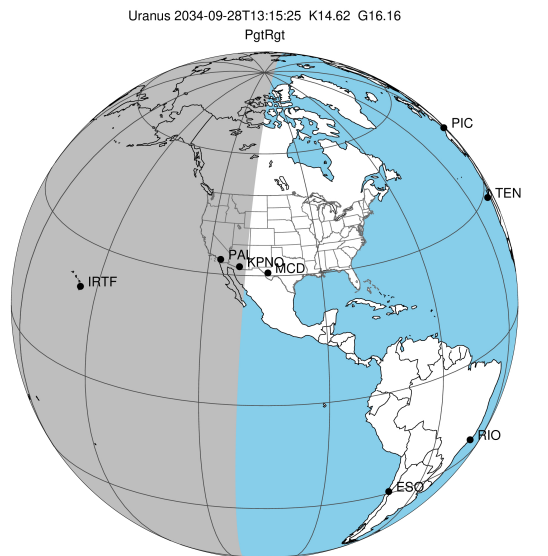 Uranus 2034-09-28T13:15:25 K14.62 G16.16
PgtRgt
PIC
TEN
PAL
KPNO
MCD
IRTF
RIO
ESO